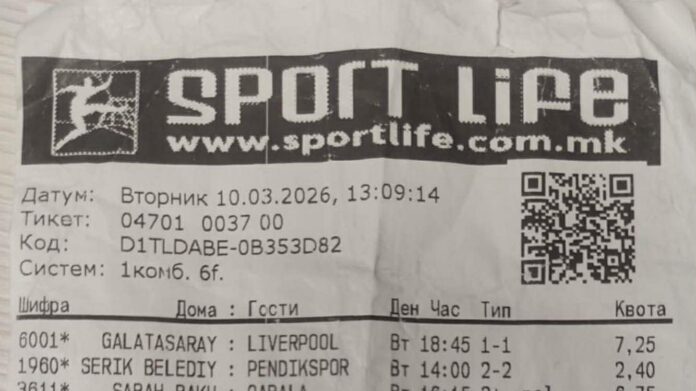 SPORT LIFE
www.sportlife.com.mk
Датум: Вторник 10.03.2026, 13:09:14
Тикет: 04701 0037 00
Код: D1TLDABE-0B353D82
Систем: 1комб. 6f.
Шифра Дома : Гости Ден Час Тип Квота
6001* GALATASARAY : LIVERPOOL Вт 18:45 1-1 7,25
1960* SERIK BELEDIY : PENDIKSPOR Вт 14:00 2-2 2,40